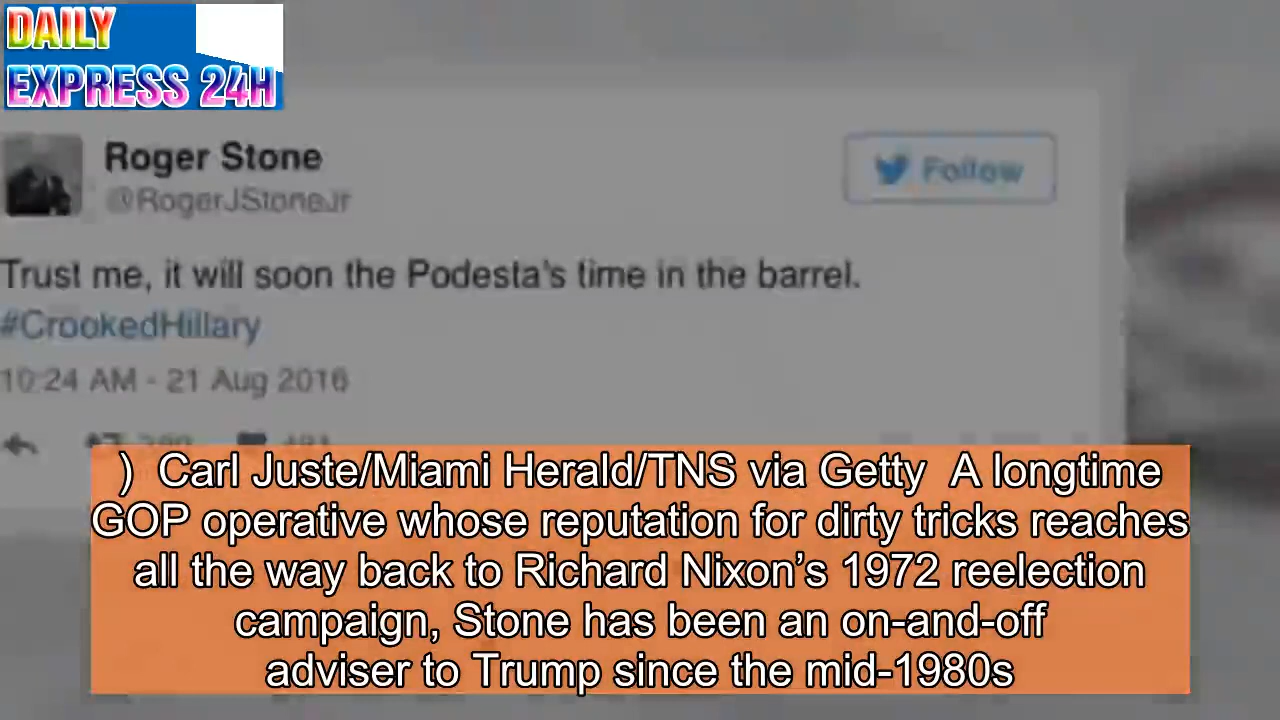 DAILY
EXPRESS 24H
Roger Stone
@RogerJStoneJr
Follow
Trust me, it will soon the Podesta's time in the barrel.
#CrookedHillary
10:24 AM - 21 Aug 2016
) Carl Juste/Miami Herald/TNS via Getty A longtime
GOP operative whose reputation for dirty tricks reaches
all the way back to Richard Nixon’s 1972 reelection
campaign, Stone has been an on-and-off
adviser to Trump since the mid-1980s